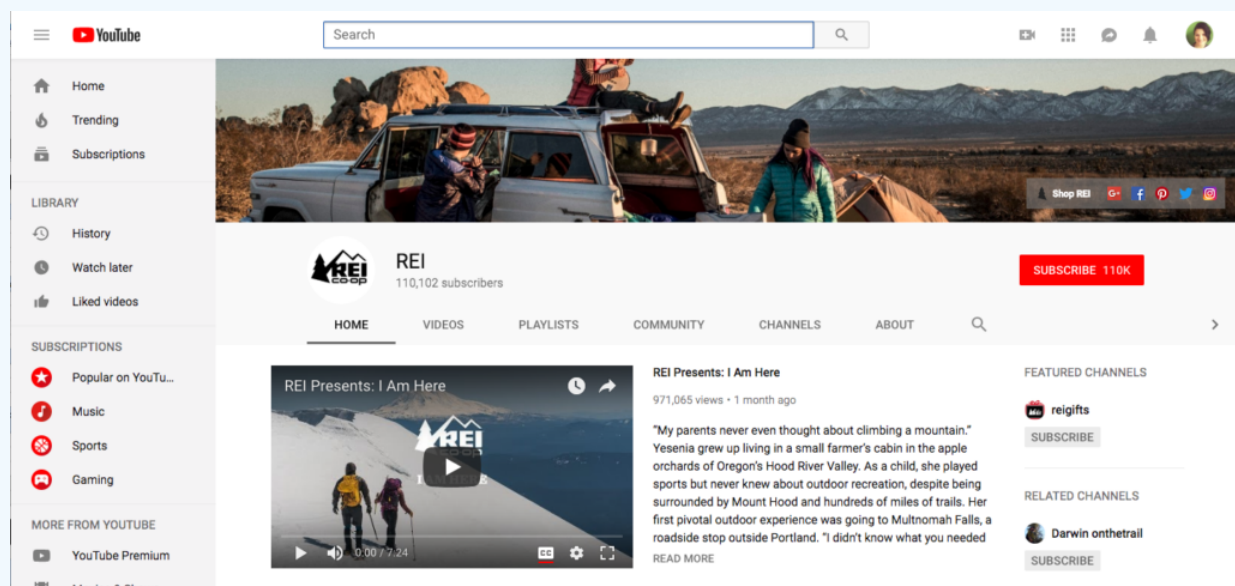 YouTube
Search
Home
Trending
Subscriptions
LIBRARY
History
Watch later
Liked videos
SUBSCRIPTIONS
Popular on YouTu...
Music
Sports
Gaming
MORE FROM YOUTUBE
YouTube Premium
Shop REI
REI
CO·OP
REI
110,102 subscribers
SUBSCRIBE 110K
HOME
VIDEOS
PLAYLISTS
COMMUNITY
CHANNELS
ABOUT
REI Presents: I Am Here
REI
I AM HERE
0:00 / 7:24
CC
REI Presents: I Am Here
971,065 views • 1 month ago
"My parents never even thought about climbing a mountain."
Yesenia grew up living in a small farmer's cabin in the apple
orchards of Oregon's Hood River Valley. As a child, she played
sports but never knew about outdoor recreation, despite being
surrounded by Mount Hood and hundreds of miles of trails. Her
first pivotal outdoor experience was going to Multnomah Falls, a
roadside stop outside Portland. "I didn't know what you needed
READ MORE
FEATURED CHANNELS
reigifts
SUBSCRIBE
RELATED CHANNELS
Darwin onthetrail
SUBSCRIBE